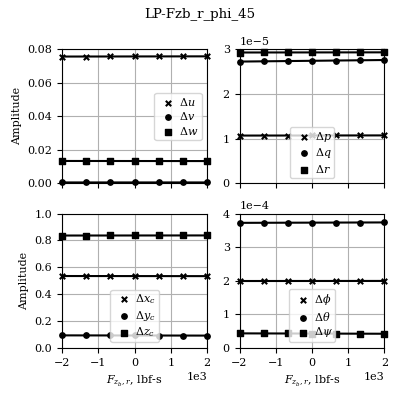 LP-Fzb_r_phi_45
0.08
0.06
0.04
0.02
0.00
Amplitude
Δu
Δv
Δw
1e−5
3
2
1
0
Δp
Δq
Δr
1.0
0.8
0.6
0.4
0.2
0.0
Amplitude
Δx_c
Δy_c
Δz_c
−2 −1 0 1 2
1e3
F_{z_b, r}, lbf-s
1e−4
4
3
2
1
0
Δϕ
Δθ
Δψ
−2 −1 0 1 2
1e3
F_{z_b, r}, lbf-s